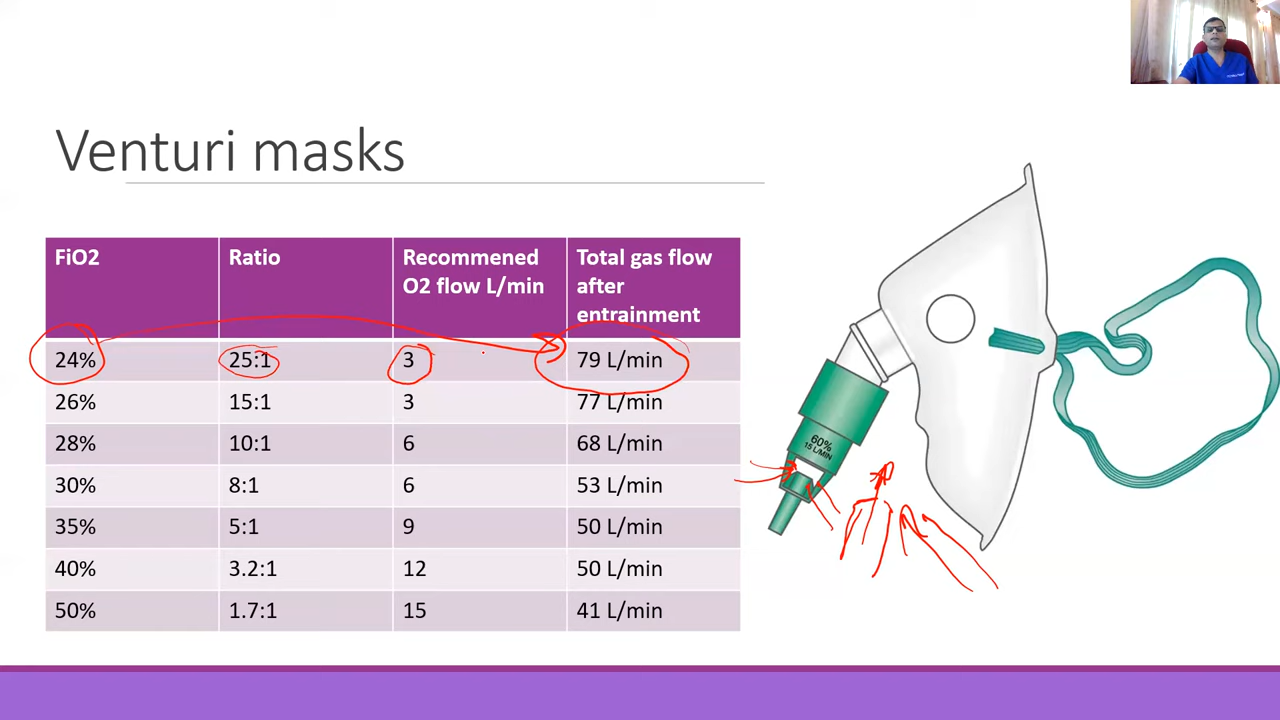 Venturi masks
FiO2 Ratio Recommened O2 flow L/min Total gas flow after entrainment
24% 25:1 3 79 L/min
26% 15:1 3 77 L/min
28% 10:1 6 68 L/min
30% 8:1 6 53 L/min
35% 5:1 9 50 L/min
40% 3.2:1 12 50 L/min
50% 1.7:1 15 41 L/min
60%
15 L/MIN